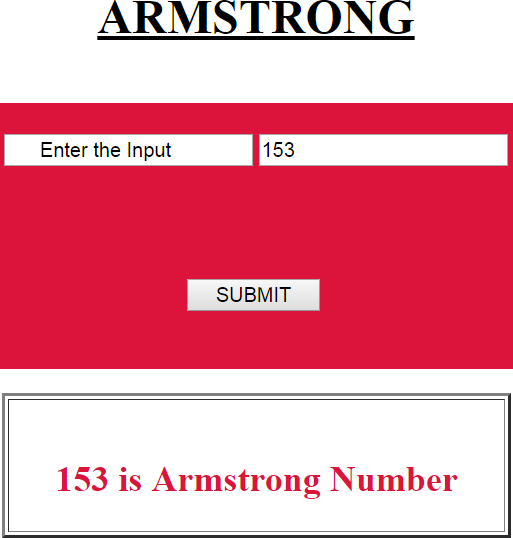 ARMSTRONG
Enter the Input 153
SUBMIT
153 is Armstrong Number